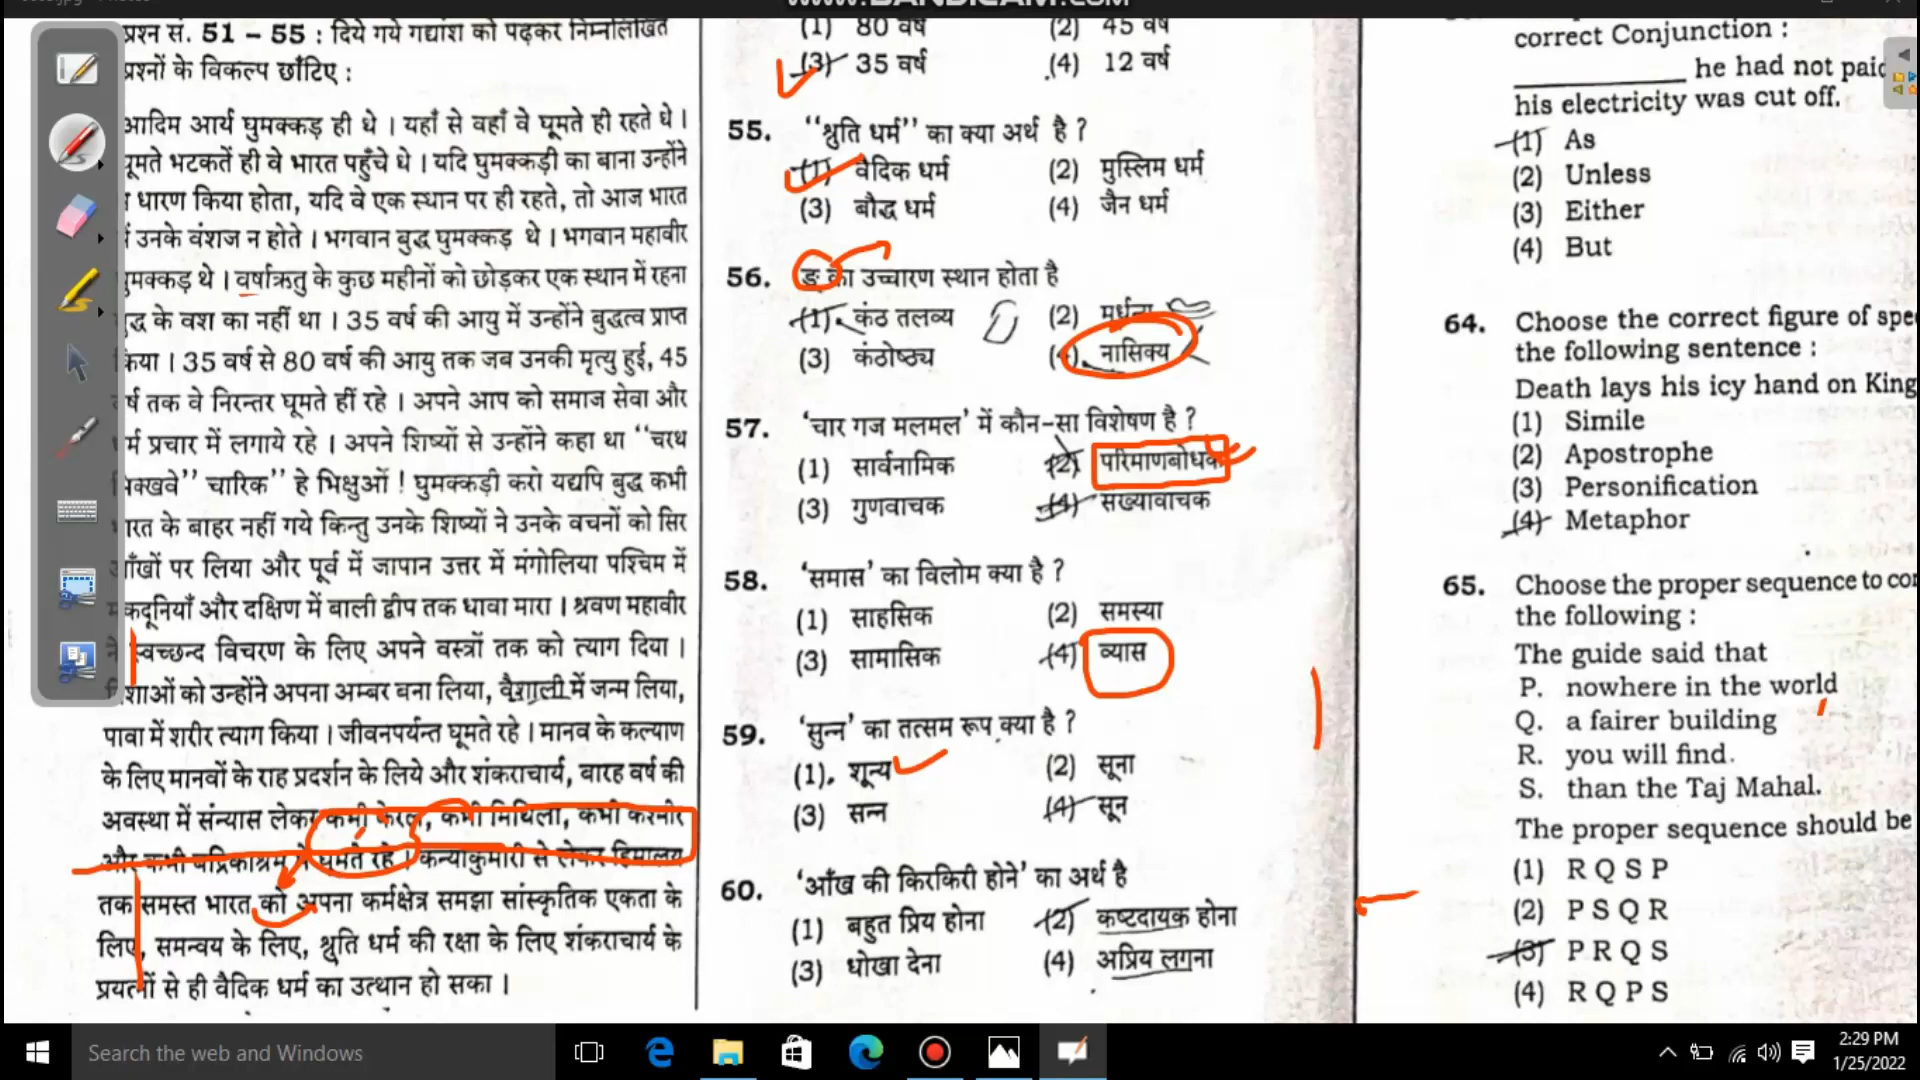 www.BANDICAM.COM
प्रश्न सं. 51 – 55 : दिये गये गद्यांश को पढ़कर निम्नलिखित
प्रश्नों के विकल्प छाँटिए :
आदिम आर्य घुमक्कड़ ही थे । यहाँ से वहाँ वे घूमते ही रहते थे ।
घूमते भटकतें ही वे भारत पहुँचे थे । यदि घुमक्कड़ी का बाना उन्होंने
धारण किया होता, यदि वे एक स्थान पर ही रहते, तो आज भारत
में उनके वंशज न होते । भगवान बुद्ध घुमक्कड़ थे । भगवान महावीर
घुमक्कड़ थे । वर्षाऋतु के कुछ महीनों को छोड़कर एक स्थान में रहना
बुद्ध के वश का नहीं था । 35 वर्ष की आयु में उन्होंने बुद्धत्व प्राप्त
किया । 35 वर्ष से 80 वर्ष की आयु तक जब उनकी मृत्यु हुई, 45
वर्ष तक वे निरन्तर घूमते हीं रहे । अपने आप को समाज सेवा और
धर्म प्रचार में लगाये रहे । अपने शिष्यों से उन्होंने कहा था “चरथ
भिक्खवे” चारिक” हे भिक्षुओं ! घुमक्कड़ी करो यद्यपि बुद्ध कभी
भारत के बाहर नहीं गये किन्तु उनके शिष्यों ने उनके वचनों को सिर
आँखों पर लिया और पूर्व में जापान उत्तर में मंगोलिया पश्चिम में
मकदूनियाँ और दक्षिण में बाली द्वीप तक धावा मारा । श्रवण महावीर
ने स्वच्छन्द विचरण के लिए अपने वस्त्रों तक को त्याग दिया ।
दिशाओं को उन्होंने अपना अम्बर बना लिया, वैशाली में जन्म लिया,
पावा में शरीर त्याग किया । जीवनपर्यन्त घूमते रहे । मानव के कल्याण
के लिए मानवों के राह प्रदर्शन के लिये और शंकराचार्य, बारह वर्ष की
अवस्था में संन्यास लेकर कभी केरल, कभी मिथिला, कभी कश्मीर
और कभी बद्रिकाश्रम में घूमते रहे । कन्याकुमारी से लेकर हिमालय
तक समस्त भारत को अपना कर्मक्षेत्र समझा सांस्कृतिक एकता के
लिए, समन्वय के लिए, श्रुति धर्म की रक्षा के लिए शंकराचार्य के
प्रयत्नों से ही वैदिक धर्म का उत्थान हो सका ।
(1) 80 वर्ष (2) 45 वर्ष
(3) 35 वर्ष (4) 12 वर्ष
55. “श्रुति धर्म” का क्या अर्थ है ?
(1) वैदिक धर्म (2) मुस्लिम धर्म
(3) बौद्ध धर्म (4) जैन धर्म
56. ङ का उच्चारण स्थान होता है
(1) कंठ तलव्य (2) मूर्धन्य
(3) कंठोष्ठ्य (4) नासिक्य
57. ‘चार गज मलमल’ में कौन-सा विशेषण है ?
(1) सार्वनामिक (2) परिमाणबोधक
(3) गुणवाचक (4) संख्यावाचक
58. ‘समास’ का विलोम क्या है ?
(1) साहसिक (2) समस्या
(3) सामासिक (4) व्यास
59. ‘सुन्न’ का तत्सम रूप क्या है ?
(1). शून्य (2) सूना
(3) सन्न (4) सून
60. ‘आँख की किरकिरी होने’ का अर्थ है
(1) बहुत प्रिय होना (2) कष्टदायक होना
(3) धोखा देना (4) अप्रिय लगना
correct Conjunction :
he had not paid
his electricity was cut off.
(1) As
(2) Unless
(3) Either
(4) But
64. Choose the correct figure of spe
the following sentence :
Death lays his icy hand on King
(1) Simile
(2) Apostrophe
(3) Personification
(4) Metaphor
65. Choose the proper sequence to co
the following :
The guide said that
P. nowhere in the world
Q. a fairer building
R. you will find.
S. than the Taj Mahal.
The proper sequence should be
(1) R Q S P
(2) P S Q R
(3) P R Q S
(4) R Q P S
Search the web and Windows
2:29 PM
1/25/2022